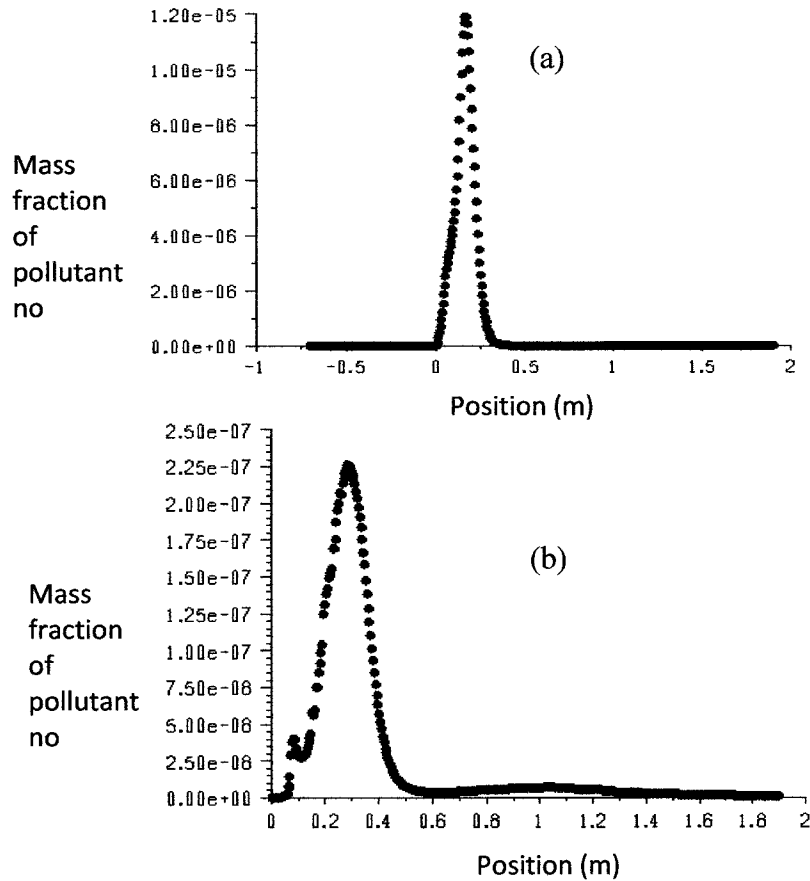 1.20e-05
(a)
1.00e-05
8.00e-06
Mass
fraction
of
pollutant
no
6.00e-06
4.00e-06
2.00e-06
0.00e+00
-1 -0.5 0 0.5 1 1.5 2
Position (m)
2.50e-07
2.25e-07
2.00e-07
1.75e-07
(b)
1.50e-07
Mass
fraction
of
pollutant
no
1.25e-07
1.00e-07
7.50e-08
5.00e-08
2.50e-08
0.00e+00
0 0.2 0.4 0.6 0.8 1 1.2 1.4 1.6 1.8 2
Position (m)